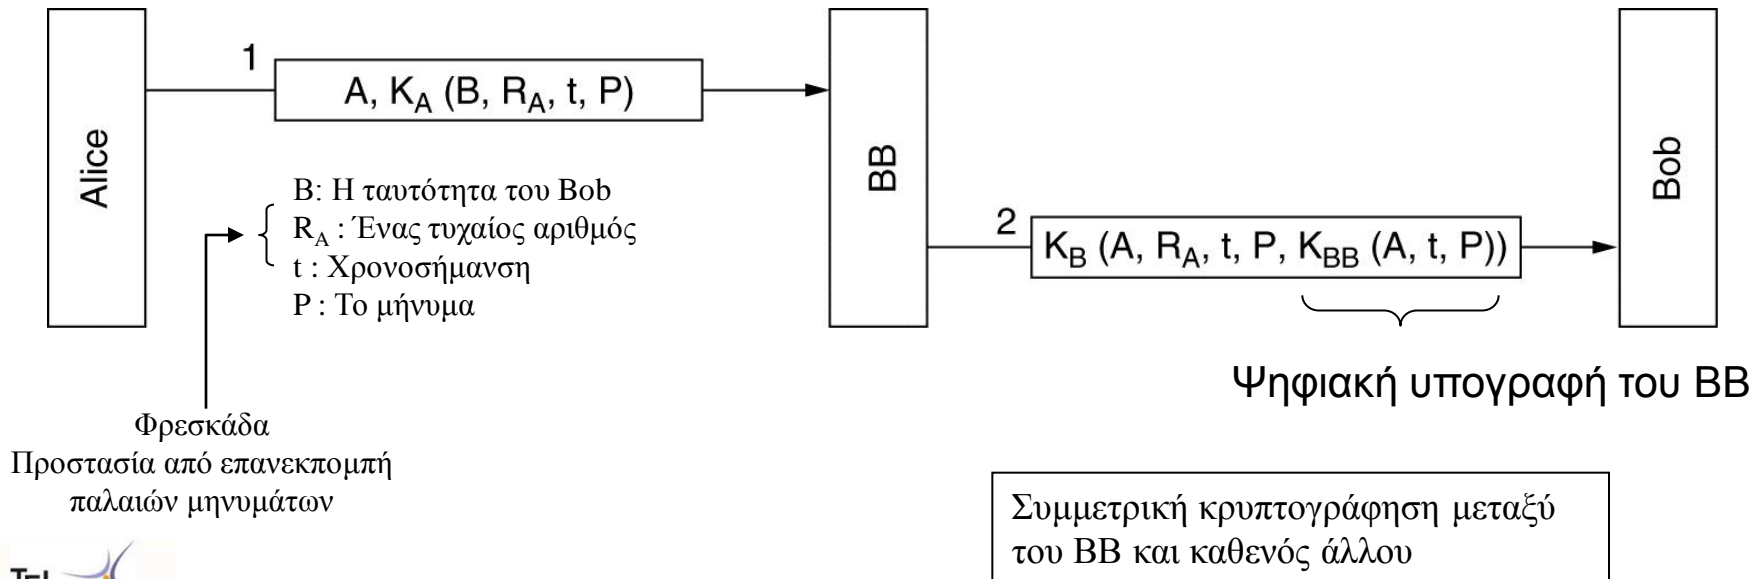 Alice
1
A, K_A (B, R_A, t, P)
B: Η ταυτότητα του Bob
R_A : Ένας τυχαίος αριθμός
t : Χρονοσήμανση
P : Το μήνυμα
Φρεσκάδα
Προστασία από επανεκπομπή
παλαιών μηνυμάτων
BB
2
K_B (A, R_A, t, P, K_BB (A, t, P))
Bob
Ψηφιακή υπογραφή του BB
Συμμετρική κρυπτογράφηση μεταξύ
του BB και καθενός άλλου